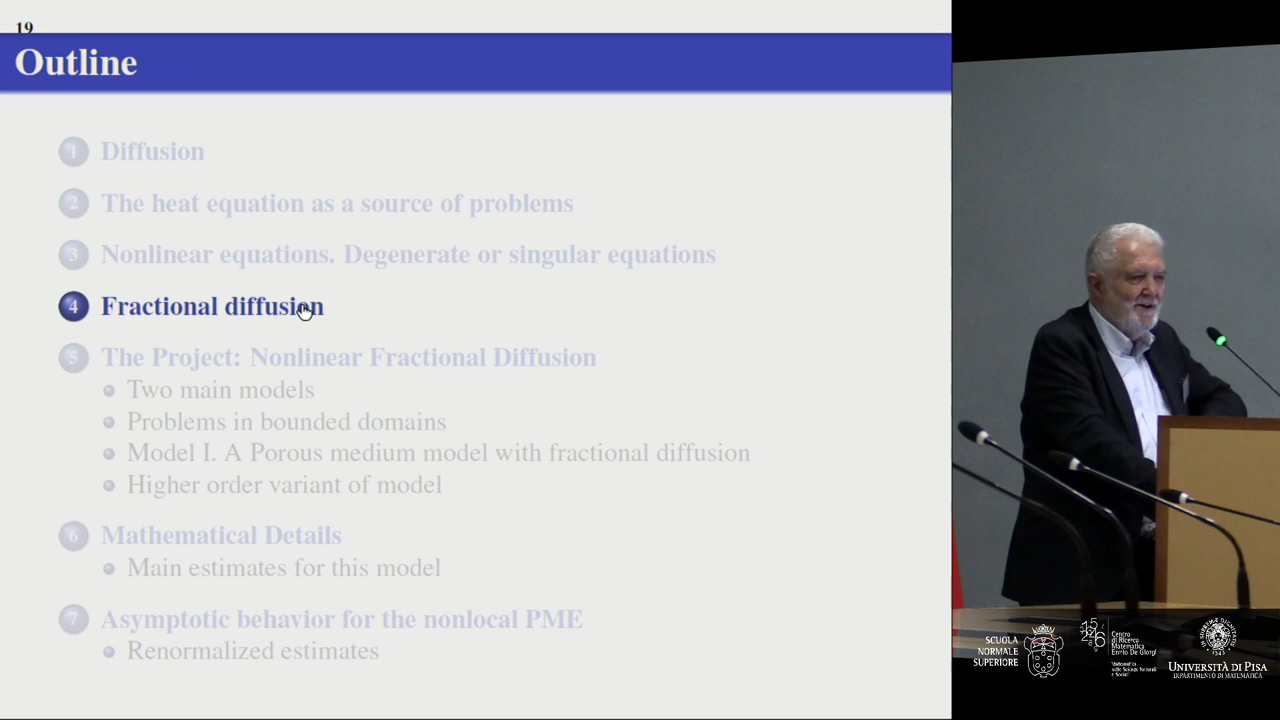 19
Outline
1 Diffusion
2 The heat equation as a source of problems
3 Nonlinear equations. Degenerate or singular equations
4 Fractional diffusion
5 The Project: Nonlinear Fractional Diffusion
Two main models
Problems in bounded domains
Model I. A Porous medium model with fractional diffusion
Higher order variant of model
6 Mathematical Details
Main estimates for this model
7 Asymptotic behavior for the nonlocal PME
Renormalized estimates
SCUOLA
NORMALE
SUPERIORE
Centro
di Ricerca
Matematica
Ennio De Giorgi
UNIVERSITÀ DI PISA
DIPARTIMENTO DI MATEMATICA